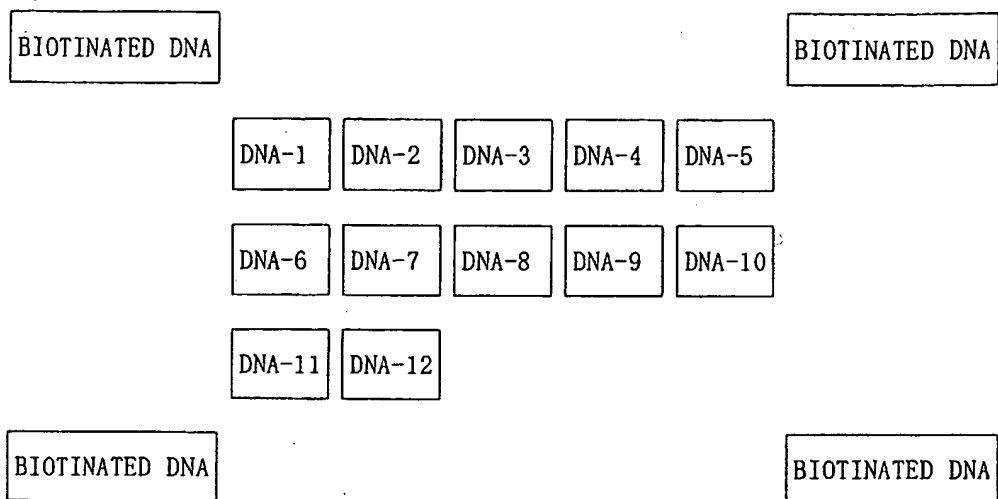 BIOTINATED DNA BIOTINATED DNA
DNA-1 DNA-2 DNA-3 DNA-4 DNA-5
DNA-6 DNA-7 DNA-8 DNA-9 DNA-10
DNA-11 DNA-12
BIOTINATED DNA BIOTINATED DNA